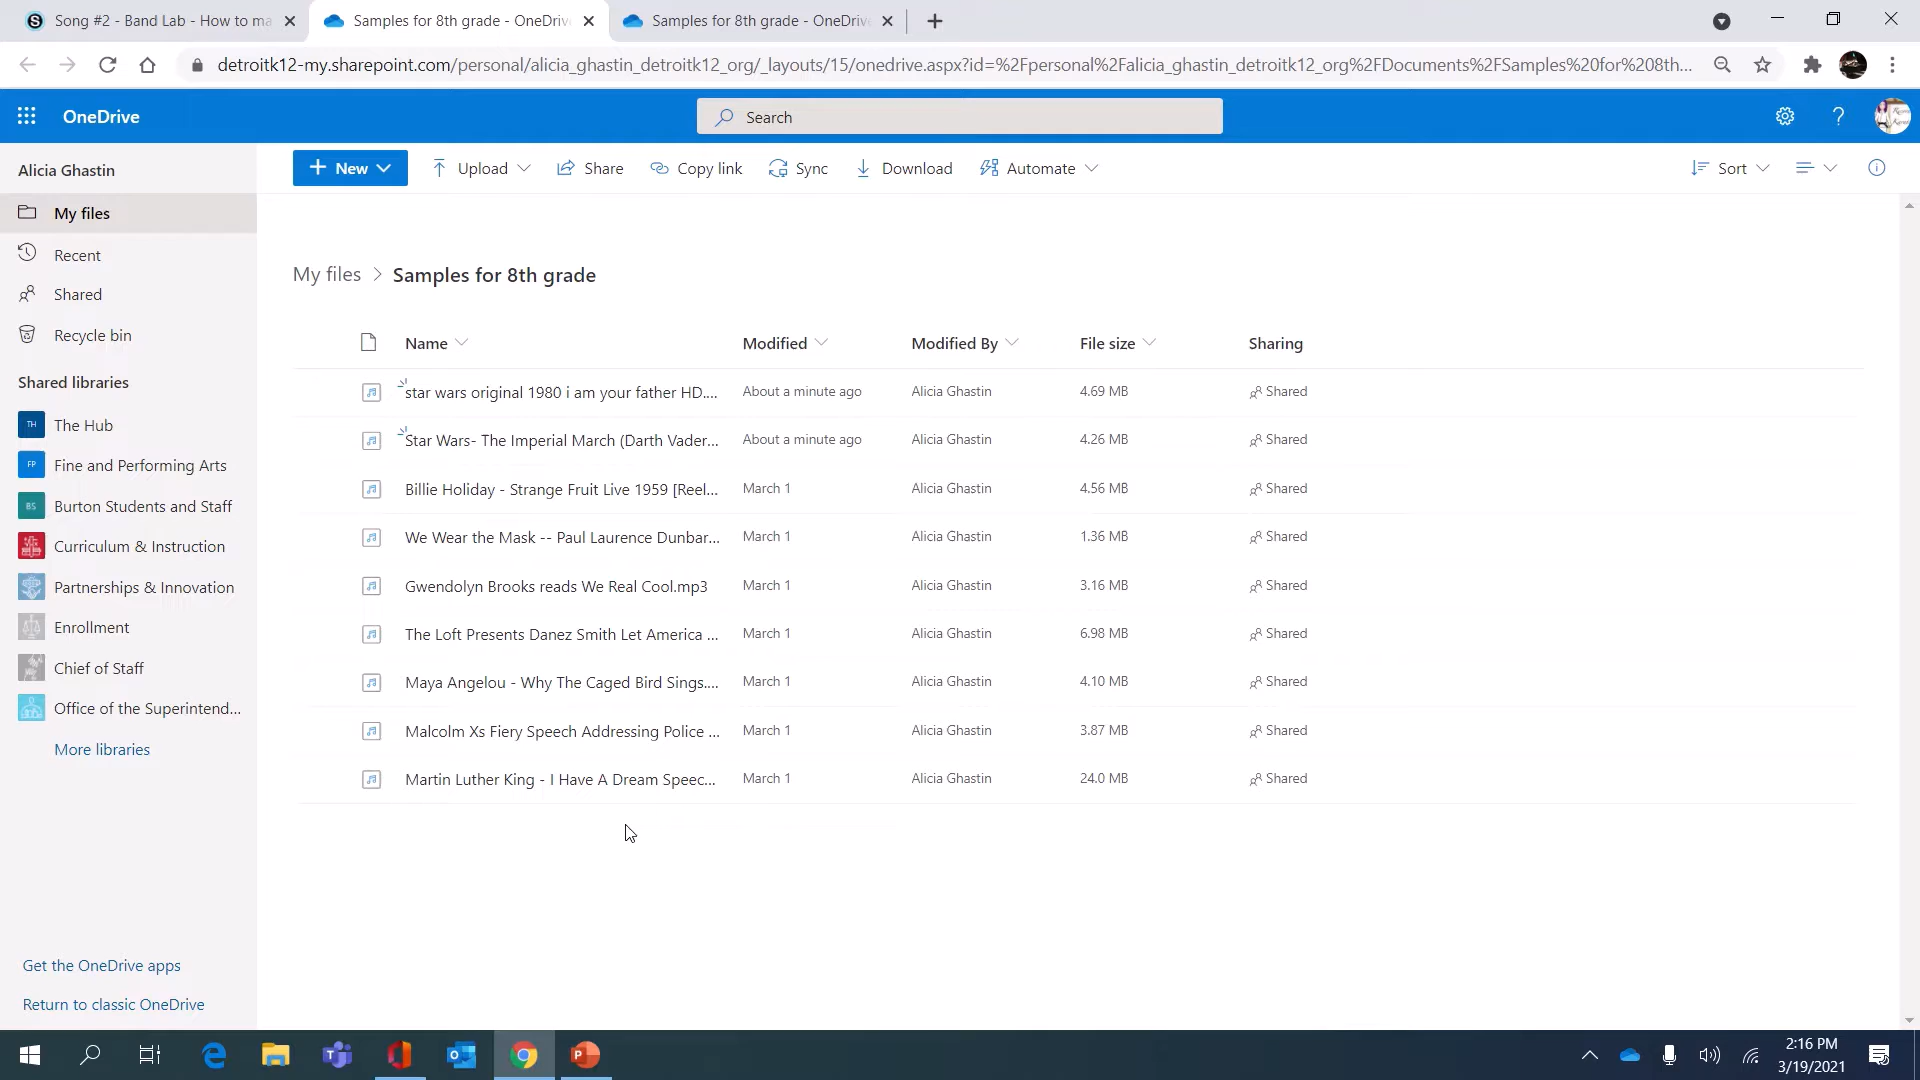 Song #2 - Band Lab - How to ma
Samples for 8th grade - OneDriv
Samples for 8th grade - OneDrive
detroitk12-my.sharepoint.com/personal/alicia_ghastin_detroitk12_org/_layouts/15/onedrive.aspx?id=%2Fpersonal%2Falicia_ghastin_detroitk12_org%2FDocuments%2FSamples%20for%208th...
OneDrive
Search
Alicia Ghastin
New
Upload
Share
Copy link
Sync
Download
Automate
Sort
My files
Recent
Shared
Recycle bin
Shared libraries
TH The Hub
FP Fine and Performing Arts
BS Burton Students and Staff
Curriculum & Instruction
Partnerships & Innovation
Enrollment
Chief of Staff
Office of the Superintend...
More libraries
Get the OneDrive apps
Return to classic OneDrive
My files > Samples for 8th grade
Name Modified Modified By File size Sharing
star wars original 1980 i am your father HD.... About a minute ago Alicia Ghastin 4.69 MB Shared
Star Wars- The Imperial March (Darth Vader... About a minute ago Alicia Ghastin 4.26 MB Shared
Billie Holiday - Strange Fruit Live 1959 [Reel... March 1 Alicia Ghastin 4.56 MB Shared
We Wear the Mask -- Paul Laurence Dunbar... March 1 Alicia Ghastin 1.36 MB Shared
Gwendolyn Brooks reads We Real Cool.mp3 March 1 Alicia Ghastin 3.16 MB Shared
The Loft Presents Danez Smith Let America ... March 1 Alicia Ghastin 6.98 MB Shared
Maya Angelou - Why The Caged Bird Sings.... March 1 Alicia Ghastin 4.10 MB Shared
Malcolm Xs Fiery Speech Addressing Police ... March 1 Alicia Ghastin 3.87 MB Shared
Martin Luther King - I Have A Dream Speec... March 1 Alicia Ghastin 24.0 MB Shared
2:16 PM
3/19/2021